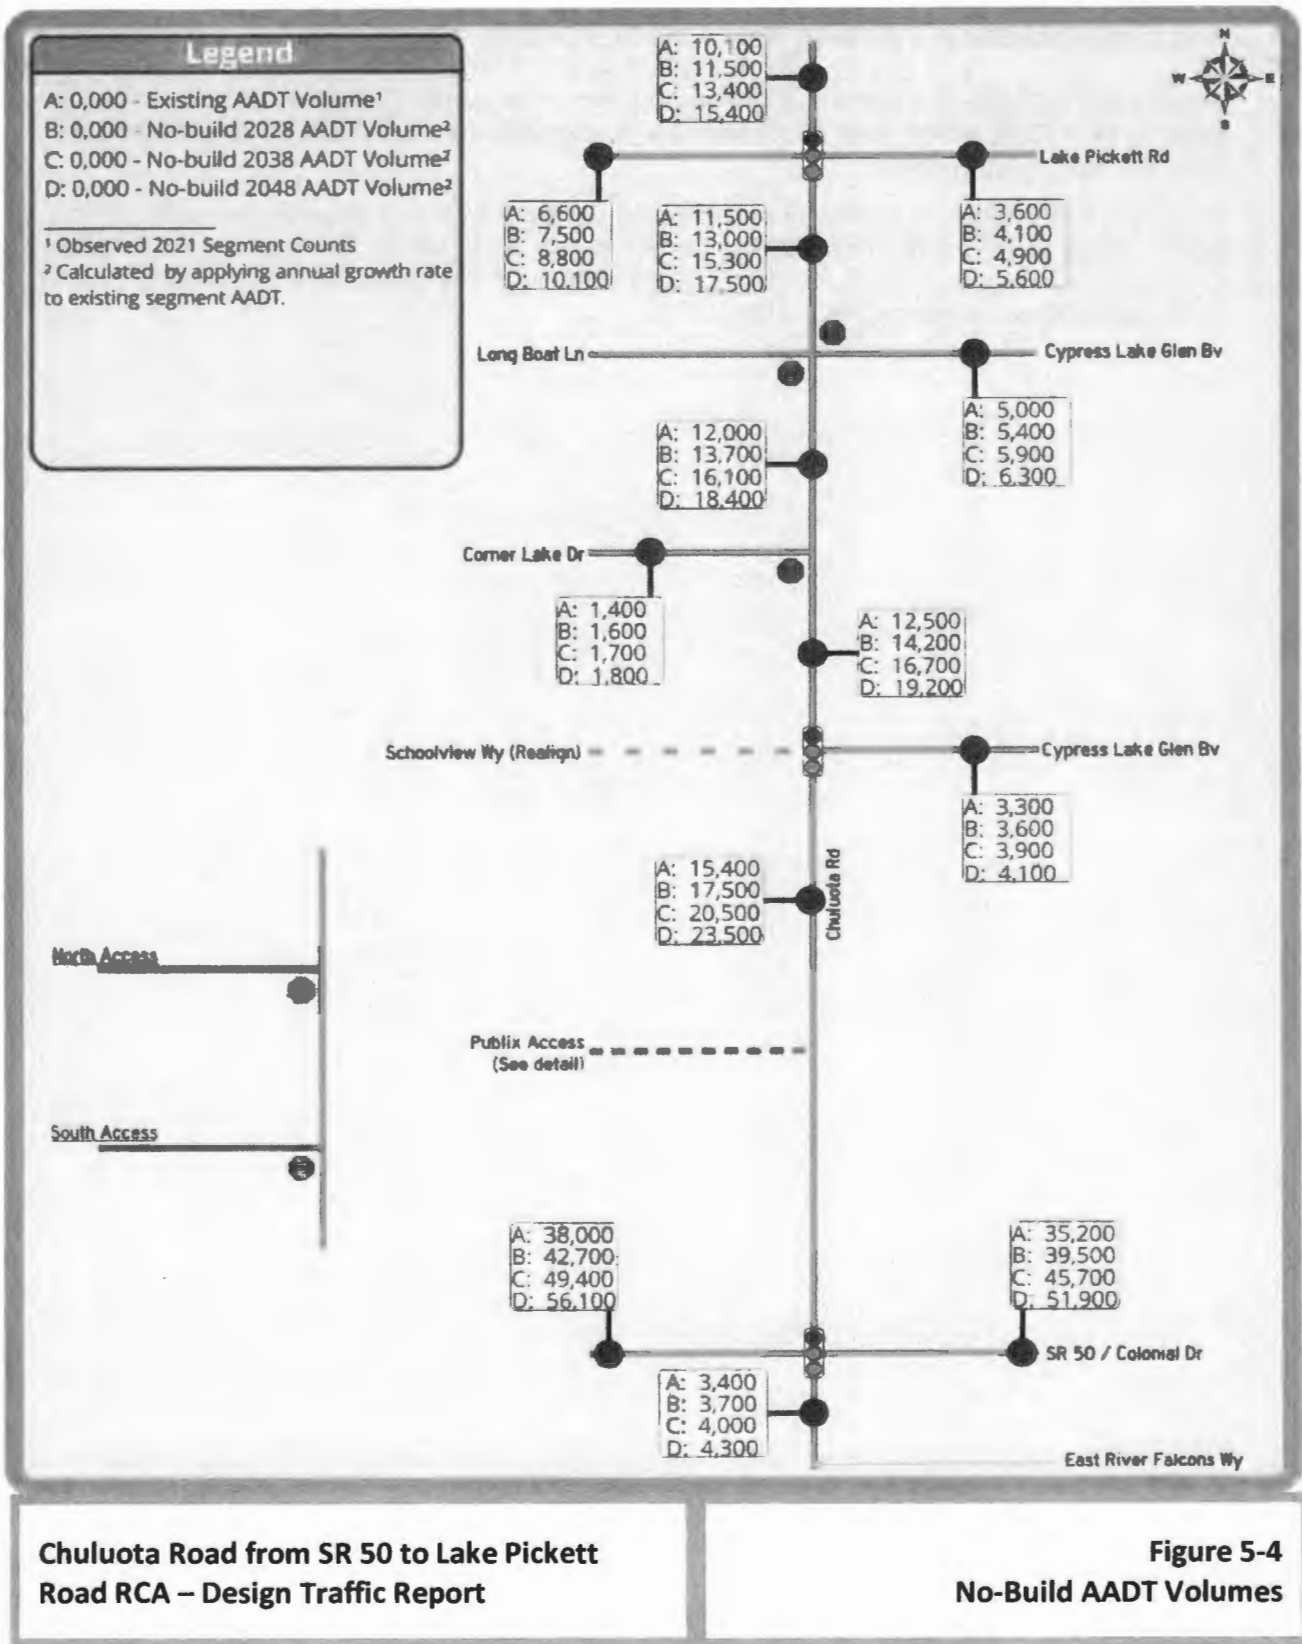 Legend
A: 0,000 - Existing AADT Volume¹
B: 0,000 - No-build 2028 AADT Volume²
C: 0,000 - No-build 2038 AADT Volume²
D: 0,000 - No-build 2048 AADT Volume²
¹ Observed 2021 Segment Counts
² Calculated by applying annual growth rate
to existing segment AADT.
N
W
E
S
A: 10,100
B: 11,500
C: 13,400
D: 15,400
Lake Pickett Rd
A: 6,600
B: 7,500
C: 8,800
D: 10,100
A: 11,500
B: 13,000
C: 15,300
D: 17,500
A: 3,600
B: 4,100
C: 4,900
D: 5,600
Long Boat Ln
Cypress Lake Glen Bv
A: 12,000
B: 13,700
C: 16,100
D: 18,400
A: 5,000
B: 5,400
C: 5,900
D: 6,300
Corner Lake Dr
A: 1,400
B: 1,600
C: 1,700
D: 1,800
A: 12,500
B: 14,200
C: 16,700
D: 19,200
Schoolview Wy (Realign)
Cypress Lake Glen Bv
A: 3,300
B: 3,600
C: 3,900
D: 4,100
A: 15,400
B: 17,500
C: 20,500
D: 23,500
Chuluota Rd
North Access
Publix Access
(See detail)
South Access
A: 38,000
B: 42,700
C: 49,400
D: 56,100
A: 35,200
B: 39,500
C: 45,700
D: 51,900
SR 50 / Colonial Dr
A: 3,400
B: 3,700
C: 4,000
D: 4,300
East River Falcons Wy
Chuluota Road from SR 50 to Lake Pickett
Road RCA – Design Traffic Report
Figure 5-4
No-Build AADT Volumes